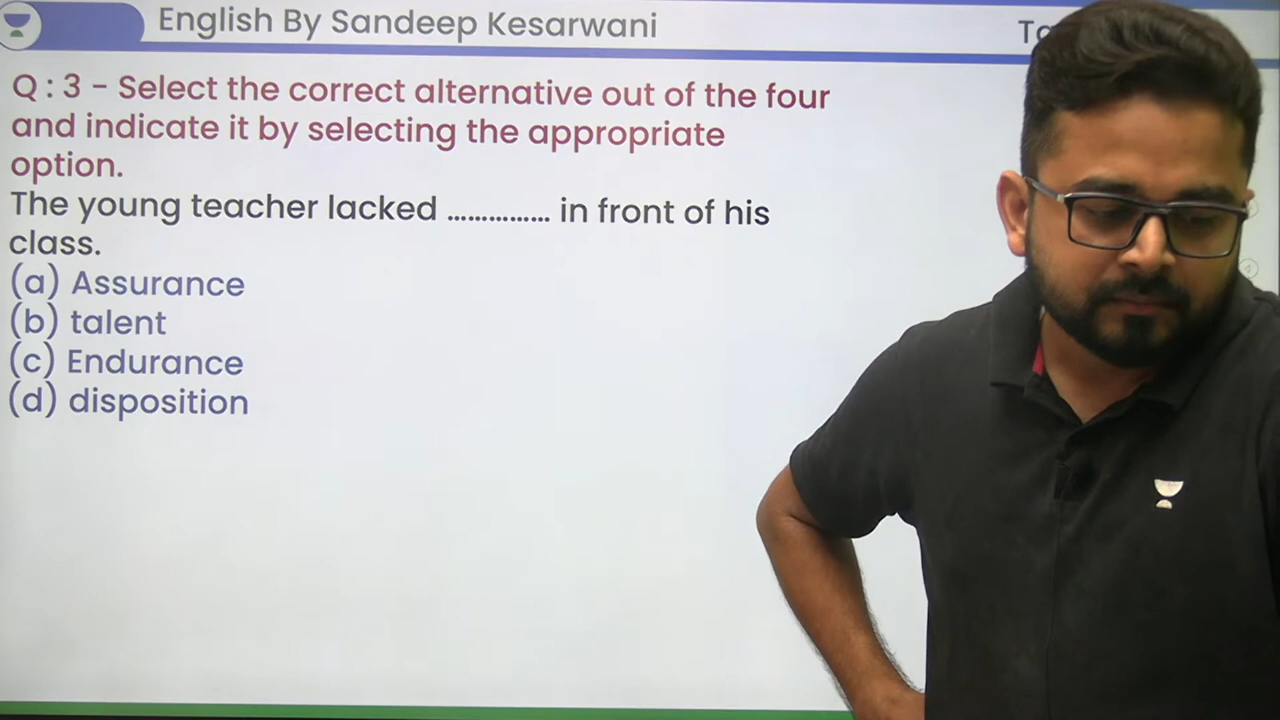 English By Sandeep Kesarwani
Q : 3 - Select the correct alternative out of the four
and indicate it by selecting the appropriate
option.
The young teacher lacked ............... in front of his
class.
(a) Assurance
(b) talent
(c) Endurance
(d) disposition